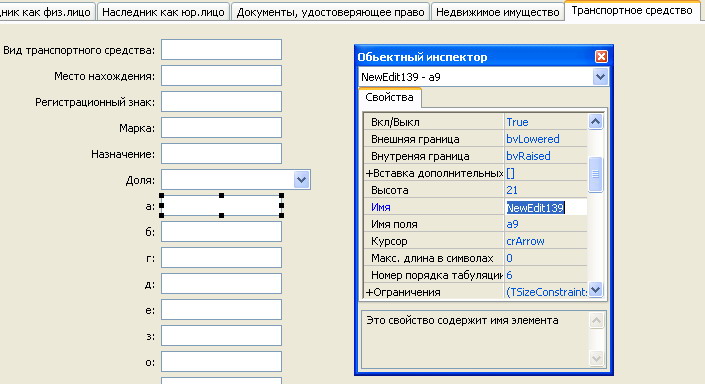 дник как физ.лицо Наследник как юр.лицо Документы, удостоверяющее право Недвижимое имущество Транспортное средство
Вид транспортного средства:
Место нахождения:
Регистрационный знак:
Марка:
Назначение:
Доля:
а:
б:
г:
д:
е:
з:
о:
Обьектный инспектор
NewEdit139 - a9
Свойства
Вкл/Выкл True
Внешняя граница bvLowered
Внутреняя граница bvRaised
+Вставка дополнительных []
Высота 21
Имя NewEdit139
Имя поля a9
Курсор crArrow
Макс. длина в символах 0
Номер порядка табуляции 6
+Ограничения (TSizeConstraints
Это свойство содержит имя элемента